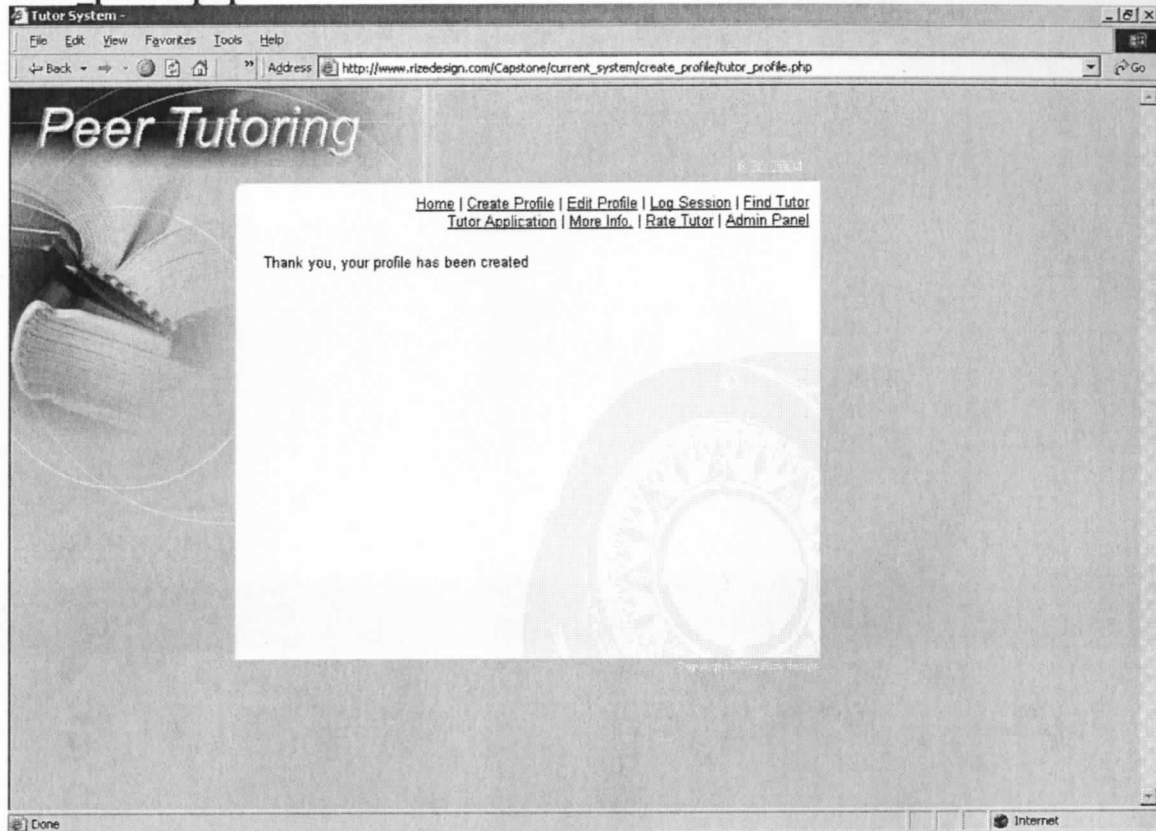 Tutor System -
File Edit View Favorites Tools Help
Back Address http://www.rizedesign.com/Capstone/current_system/create_profile/tutor_profile.php Go
Peer Tutoring
Home | Create Profile | Edit Profile | Log Session | Find Tutor
Tutor Application | More Info. | Rate Tutor | Admin Panel
Thank you, your profile has been created
Done Internet